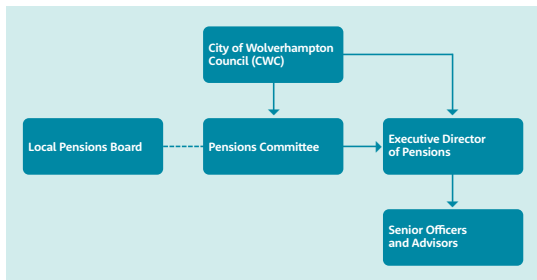 City of Wolverhampton
Council (CWC)
Local Pensions Board
Pensions Committee
Executive Director
of Pensions
Senior Officers
and Advisors